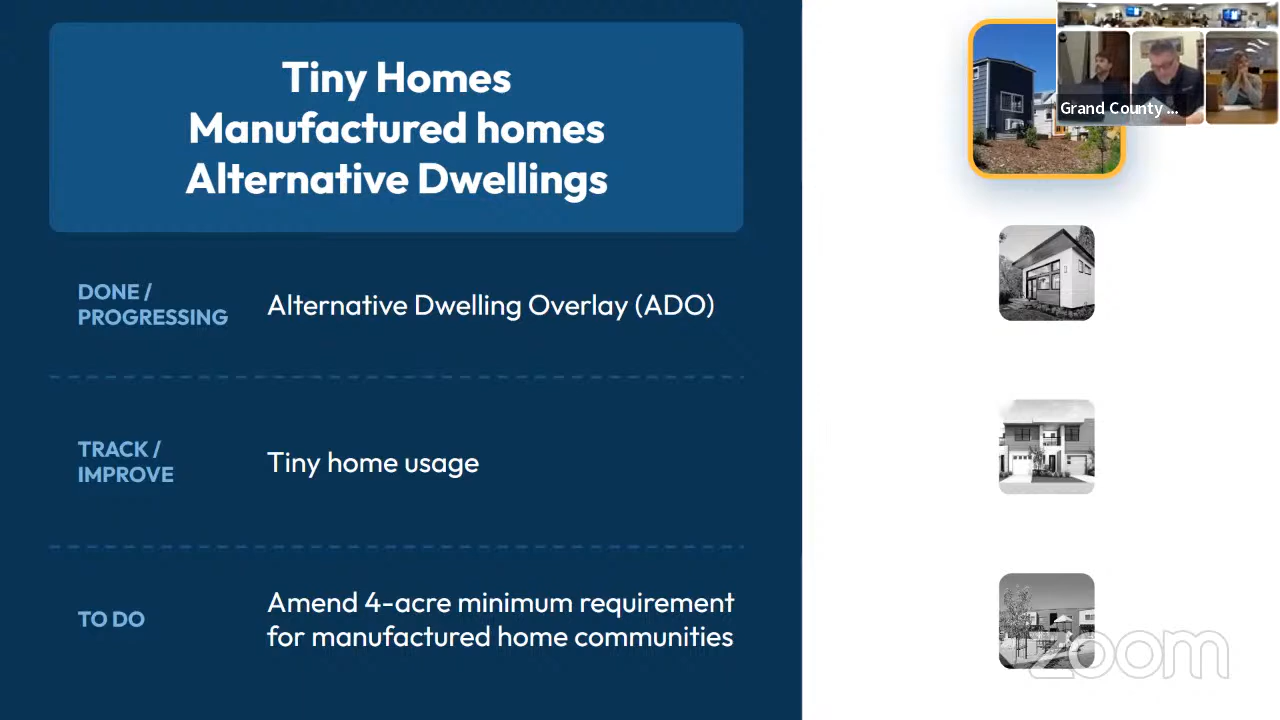 Tiny Homes
Manufactured homes
Alternative Dwellings
DONE /
PROGRESSING
Alternative Dwelling Overlay (ADO)
TRACK /
IMPROVE
Tiny home usage
TO DO
Amend 4-acre minimum requirement
for manufactured home communities
Grand County ...
zoom